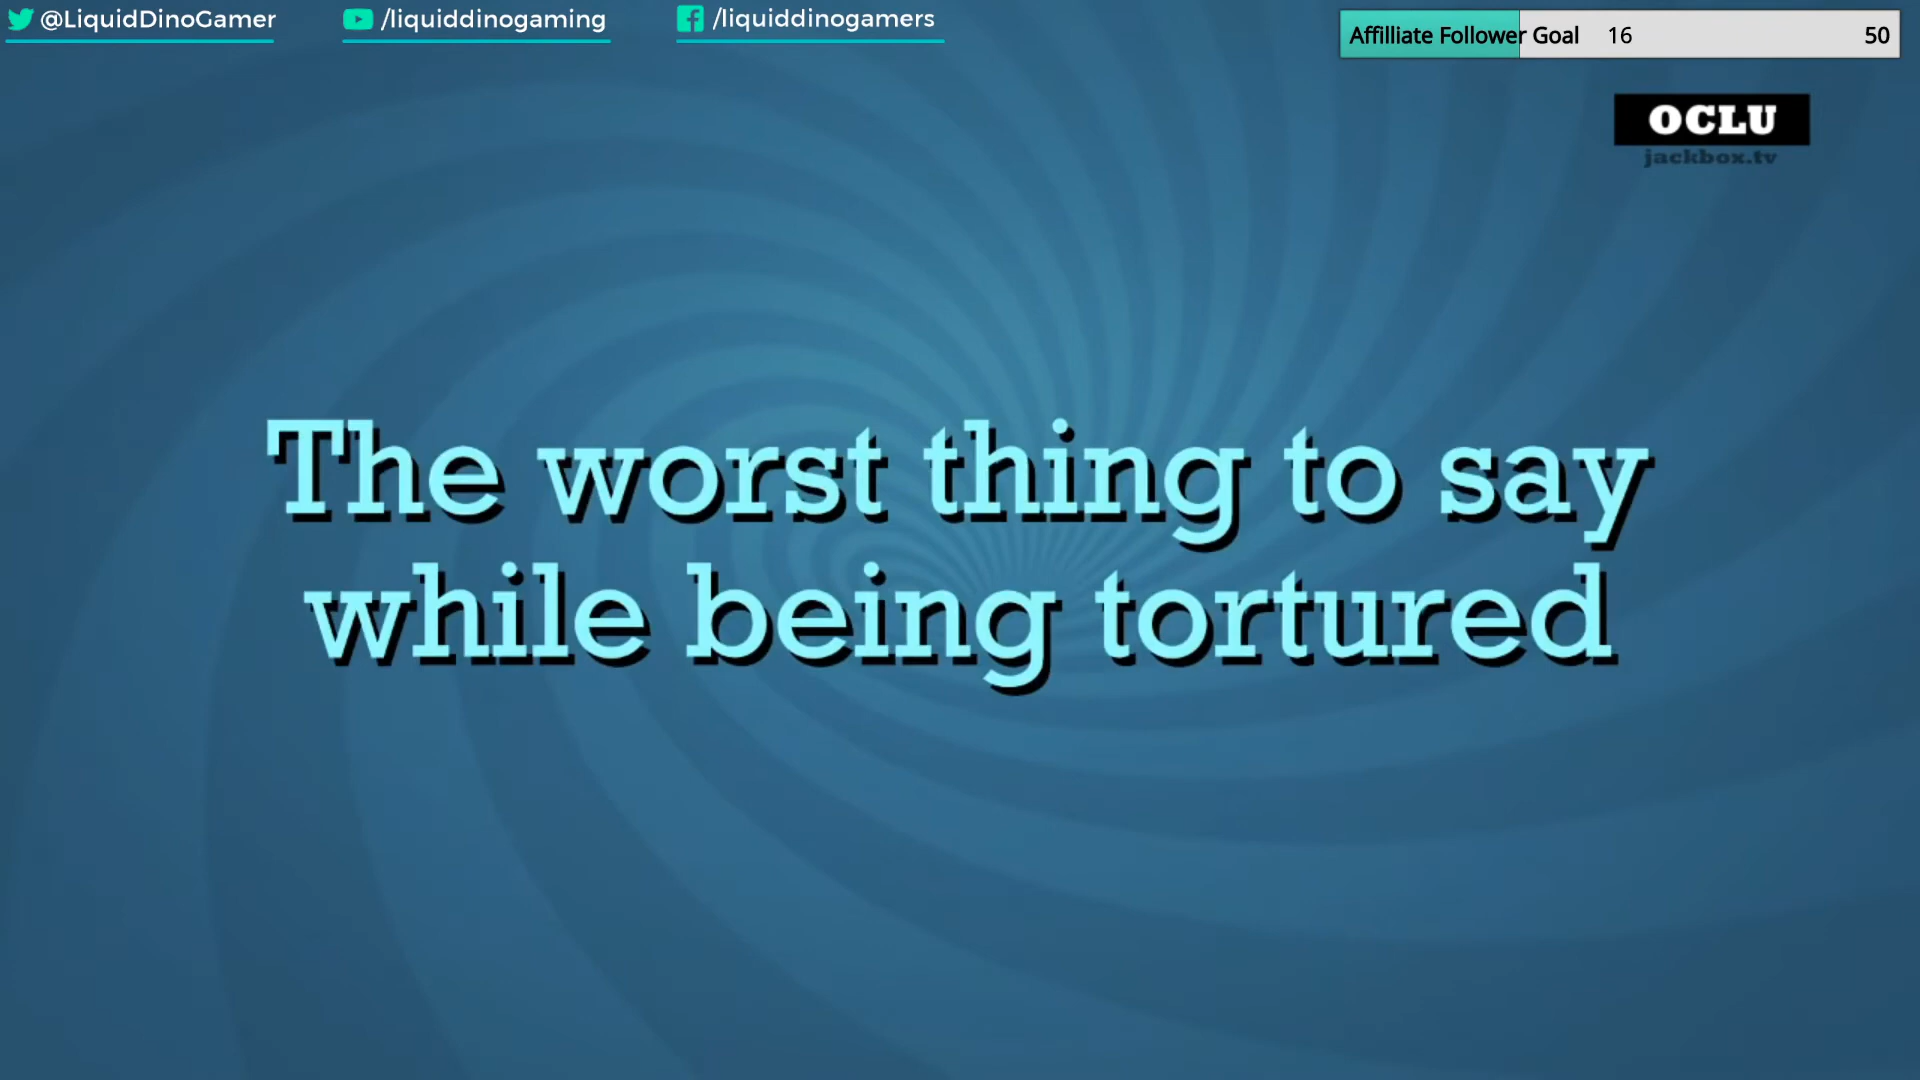 @LiquidDinoGamer /liquiddinogaming /liquiddinogamers
Affilliate Follower Goal 16 50
OCLU
jackbox.tv
The worst thing to say
while being tortured